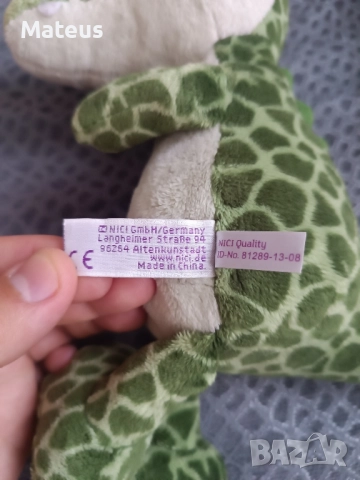 Mateus
NICI GmbH/Germany
Langheimer Straße 94
96264 Altenkunstadt
www.nici.de
Made in China.
CE
NICI Quality
ID-No. 81289-13-08
BAZAR